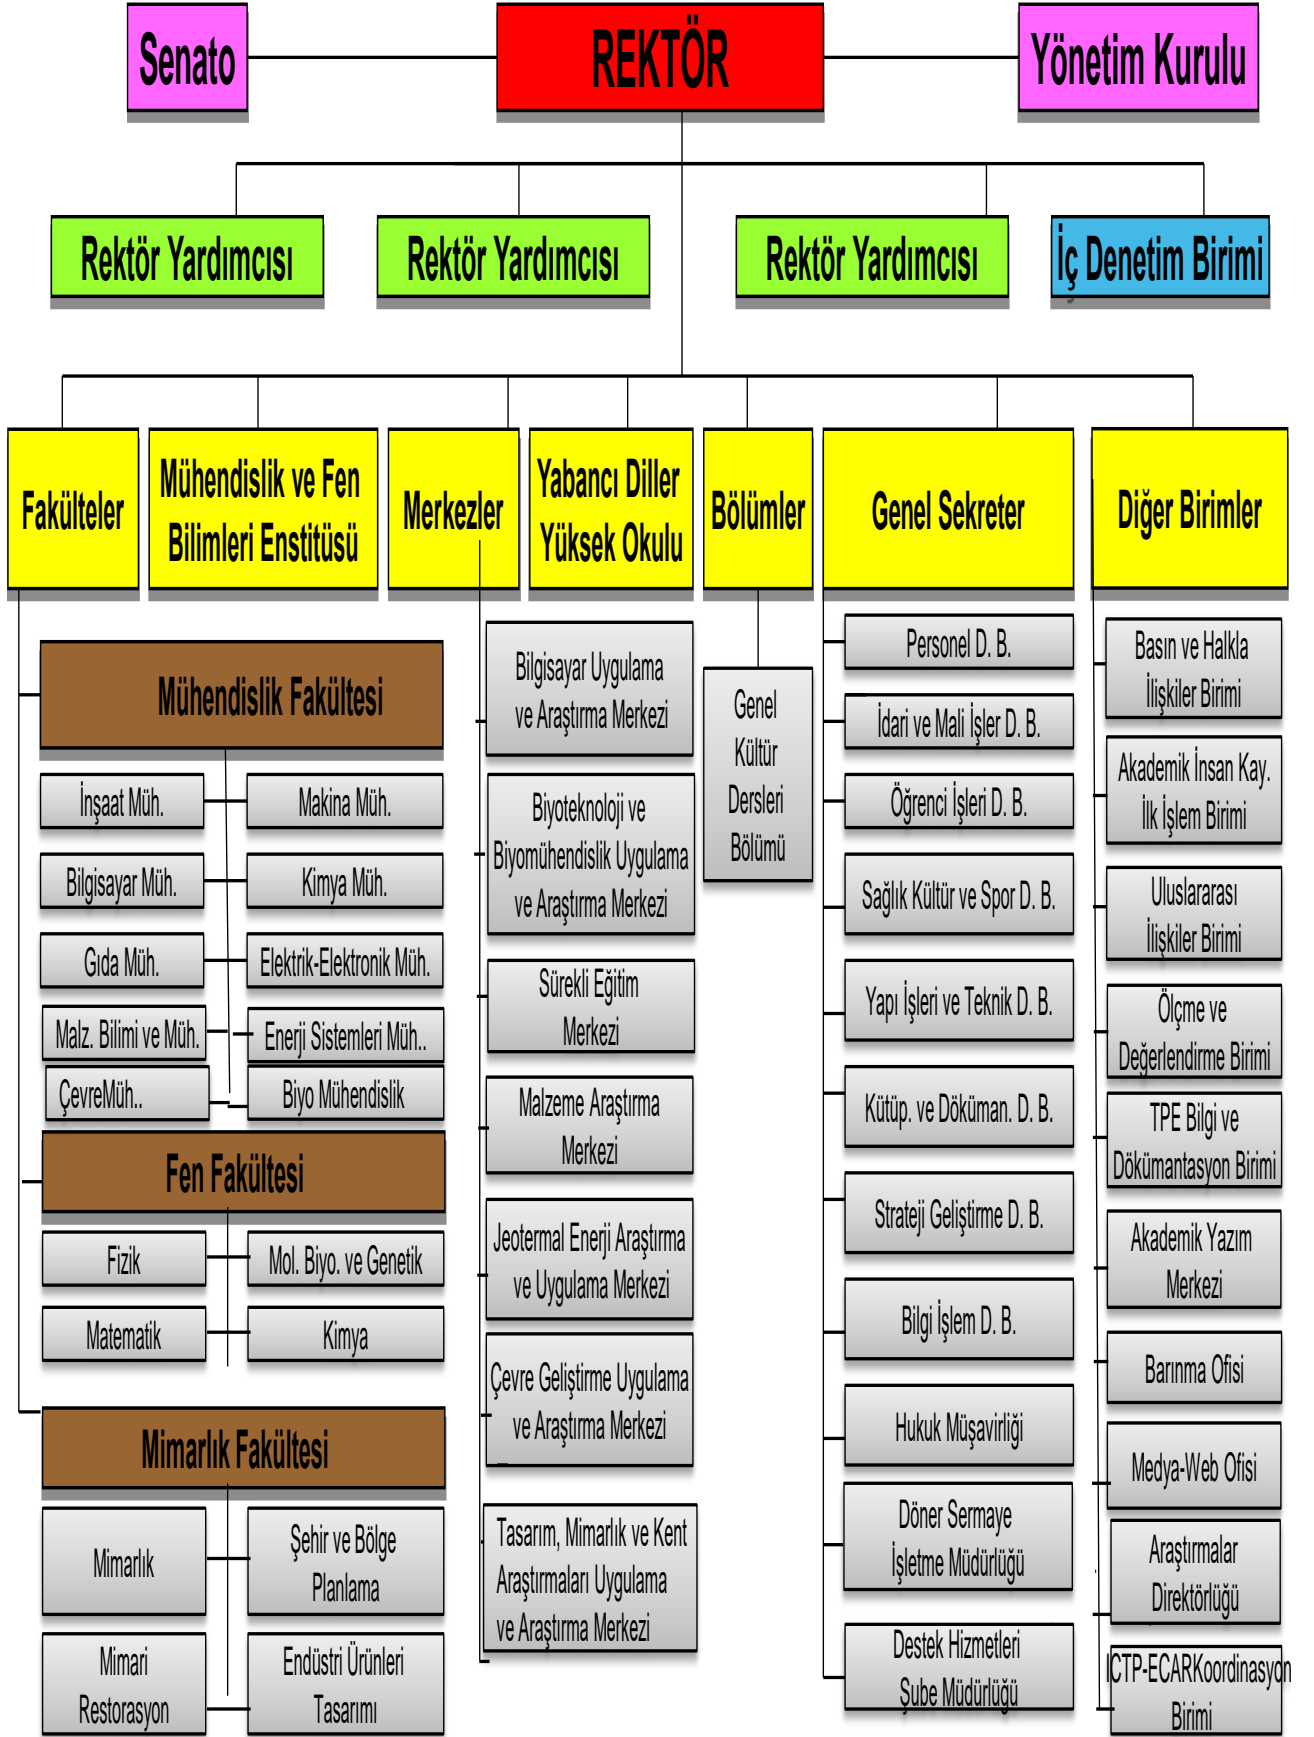 Senato
REKTÖR
Yönetim Kurulu
Rektör Yardımcısı
Rektör Yardımcısı
Rektör Yardımcısı
İç Denetim Birimi
Fakülteler
Mühendislik ve Fen
Bilimleri Enstitüsü
Merkezler
Yabancı Diller
Yüksek Okulu
Bölümler
Genel Sekreter
Diğer Birimler
Mühendislik Fakültesi
İnşaat Müh.
Makina Müh.
Bilgisayar Müh.
Kimya Müh.
Gıda Müh.
Elektrik-Elektronik Müh.
Malz. Bilimi ve Müh.
Enerji Sistemleri Müh..
ÇevreMüh..
Biyo Mühendislik
Fen Fakültesi
Fizik
Mol. Biyo. ve Genetik
Matematik
Kimya
Mimarlık Fakültesi
Mimarlık
Şehir ve Bölge
Planlama
Mimari
Restorasyon
Endüstri Ürünleri
Tasarımı
Bilgisayar Uygulama
ve Araştırma Merkezi
Biyoteknoloji ve
Biyomühendislik Uygulama
ve Araştırma Merkezi
Sürekli Eğitim
Merkezi
Malzeme Araştırma
Merkezi
Jeotermal Enerji Araştırma
ve Uygulama Merkezi
Çevre Geliştirme Uygulama
ve Araştırma Merkezi
Tasarım, Mimarlık ve Kent
Araştırmaları Uygulama
ve Araştırma Merkezi
Genel
Kültür
Dersleri
Bölümü
Personel D. B.
İdari ve Mali İşler D. B.
Öğrenci İşleri D. B.
Sağlık Kültür ve Spor D. B.
Yapı İşleri ve Teknik D. B.
Kütüp. ve Döküman. D. B.
Strateji Geliştirme D. B.
Bilgi İşlem D. B.
Hukuk Müşavirliği
Döner Sermaye
İşletme Müdürlüğü
Destek Hizmetleri
Şube Müdürlüğü
Basın ve Halkla
İlişkiler Birimi
Akademik İnsan Kay.
İlk İşlem Birimi
Uluslararası
İlişkiler Birimi
Ölçme ve
Değerlendirme Birimi
TPE Bilgi ve
Dökümantasyon Birimi
Akademik Yazım
Merkezi
Barınma Ofisi
Medya-Web Ofisi
Araştırmalar
Direktörlüğü
ICTP-ECARKoordinasyon
Birimi